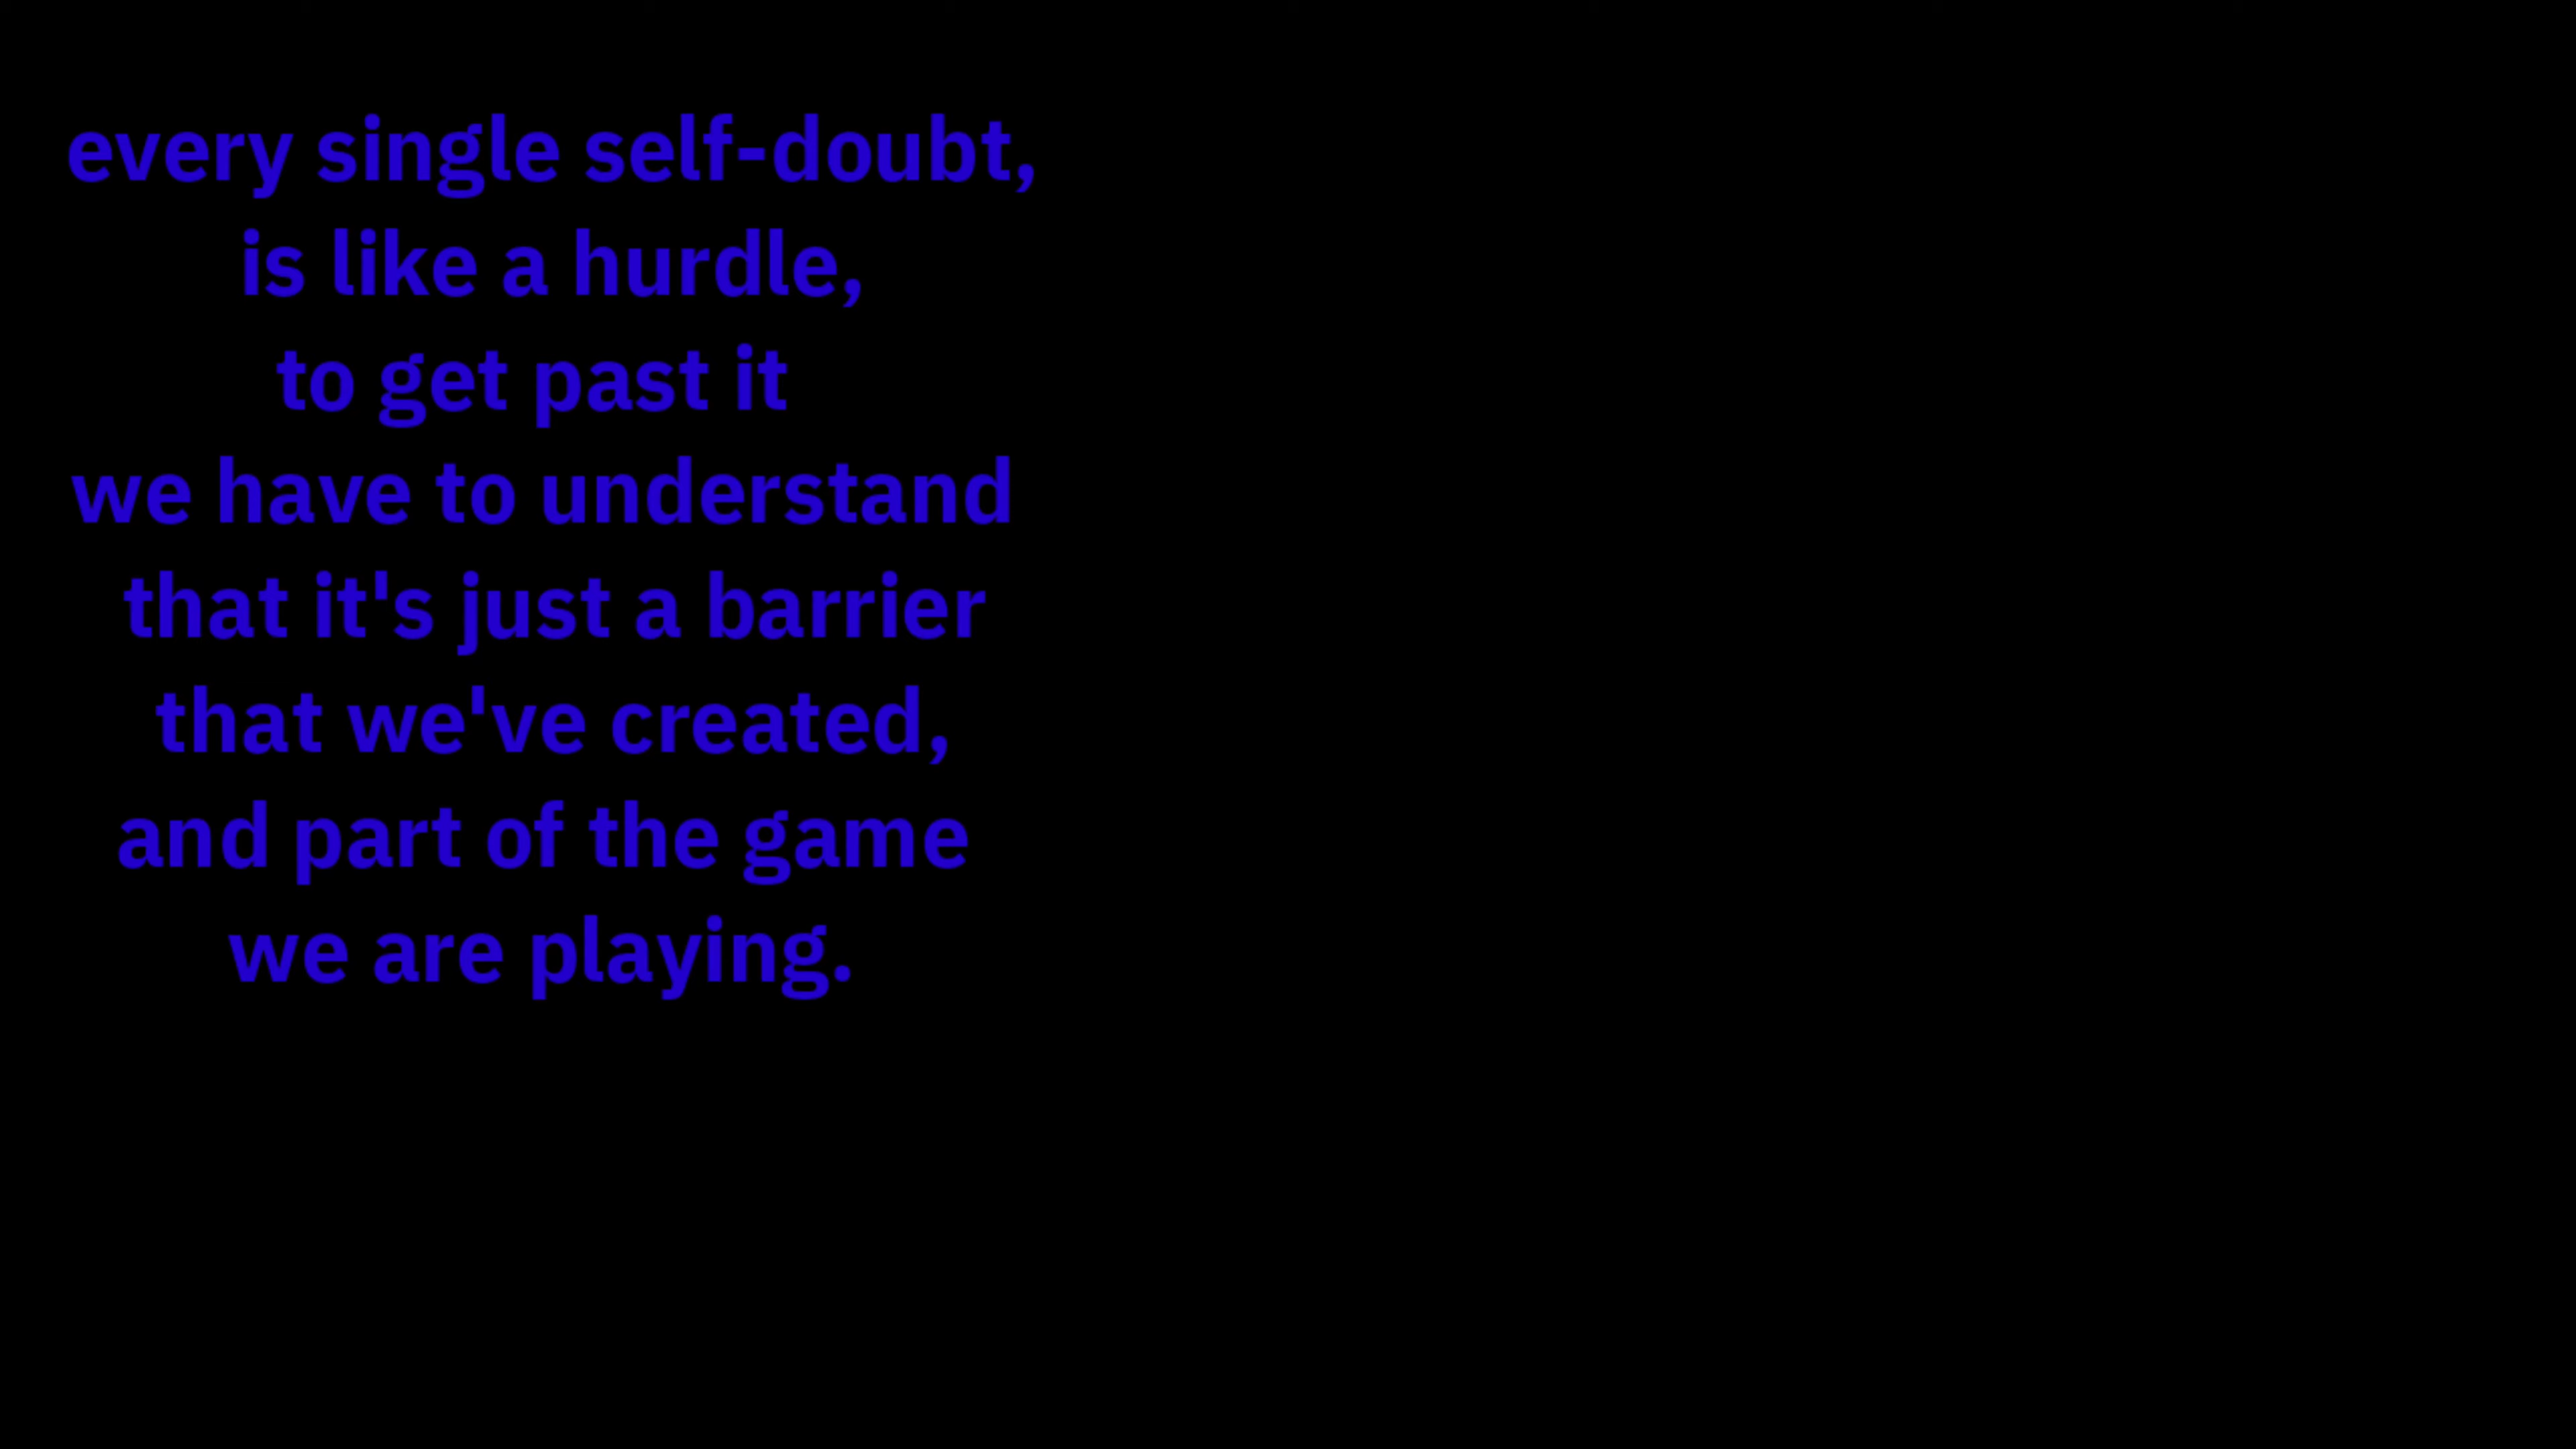 every single self-doubt,
is like a hurdle,
to get past it
we have to understand
that it's just a barrier
that we've created,
and part of the game
we are playing.